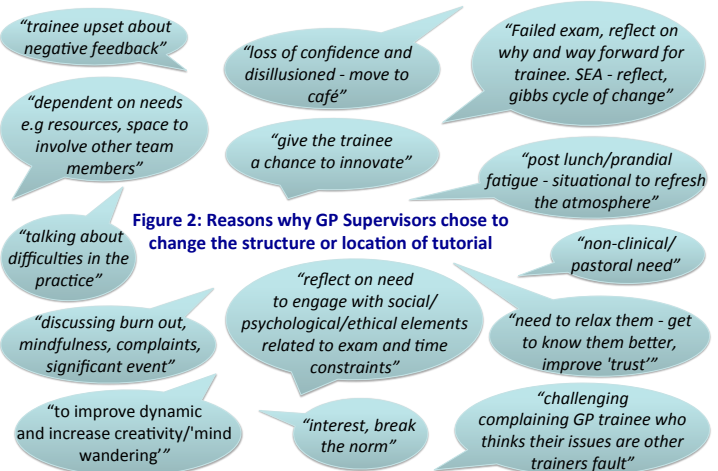 “trainee upset about
negative feedback”
“loss of confidence and
disillusioned - move to
café”
“Failed exam, reflect on
why and way forward for
trainee. SEA - reflect,
gibbs cycle of change”
“dependent on needs
e.g resources, space to
involve other team
members”
“give the trainee
a chance to innovate”
“post lunch/prandial
fatigue - situational to refresh
the atmosphere”
Figure 2: Reasons why GP Supervisors chose to
change the structure or location of tutorial
“talking about
difficulties in the
practice”
“non-clinical/
pastoral need”
“reflect on need
to engage with social/
psychological/ethical elements
related to exam and time
constraints”
“discussing burn out,
mindfulness, complaints,
significant event”
“need to relax them - get
to know them better,
improve 'trust’”
“to improve dynamic
and increase creativity/'mind
wandering’”
“interest, break
the norm”
“challenging
complaining GP trainee who
thinks their issues are other
trainers fault”